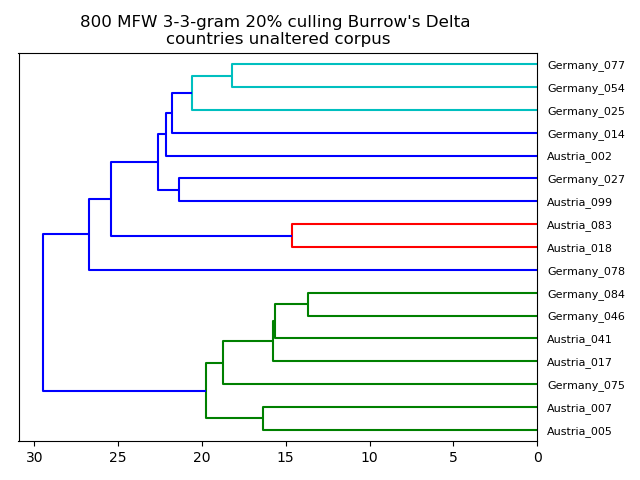 800 MFW 3-3-gram 20% culling Burrow's Delta
countries unaltered corpus
Germany_077
Germany_054
Germany_025
Germany_014
Austria_002
Germany_027
Austria_099
Austria_083
Austria_018
Germany_078
Germany_084
Germany_046
Austria_041
Austria_017
Germany_075
Austria_007
Austria_005
30 25 20 15 10 5 0